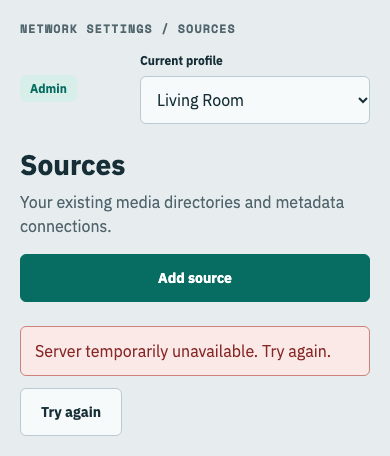 NETWORK SETTINGS / SOURCES
Current profile
Admin
Living Room
Sources
Your existing media directories and metadata
connections.
Add source
Server temporarily unavailable. Try again.
Try again